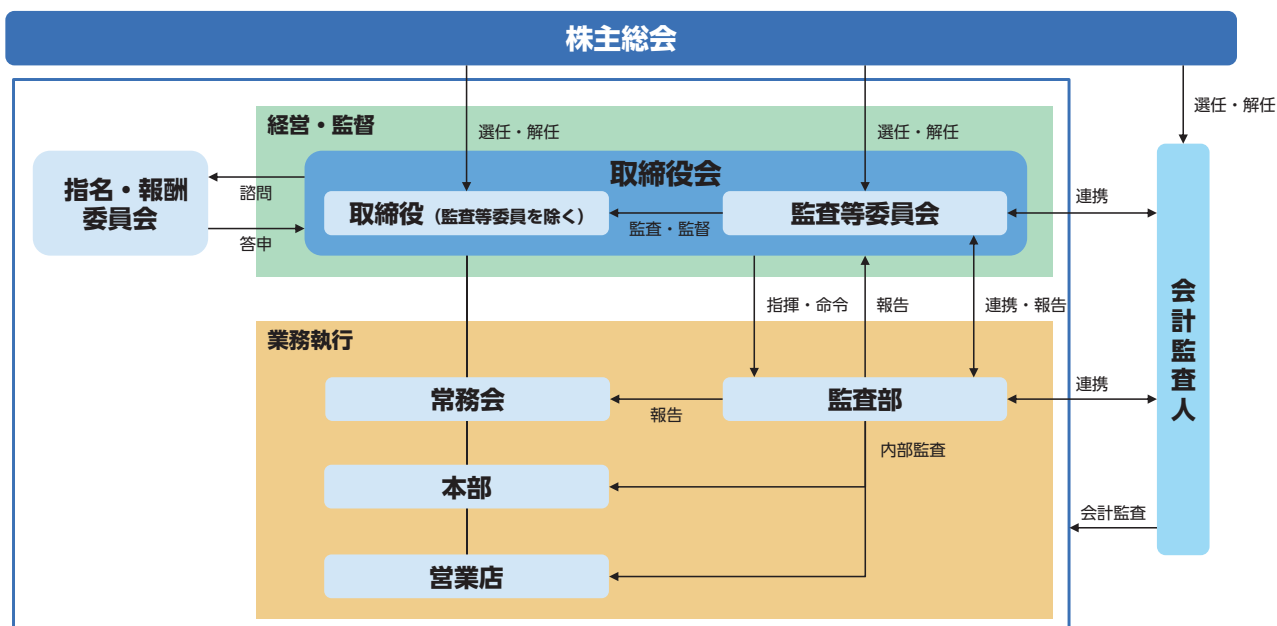 株主総会
選任・解任
経営・監督
選任・解任
選任・解任
取締役会
指名・報酬
委員会
諮問
答申
取締役（監査等委員を除く）
監査・監督
監査等委員会
連携
会計監査人
指揮・命令
報告
連携・報告
業務執行
常務会
報告
監査部
連携
内部監査
本部
会計監査
営業店